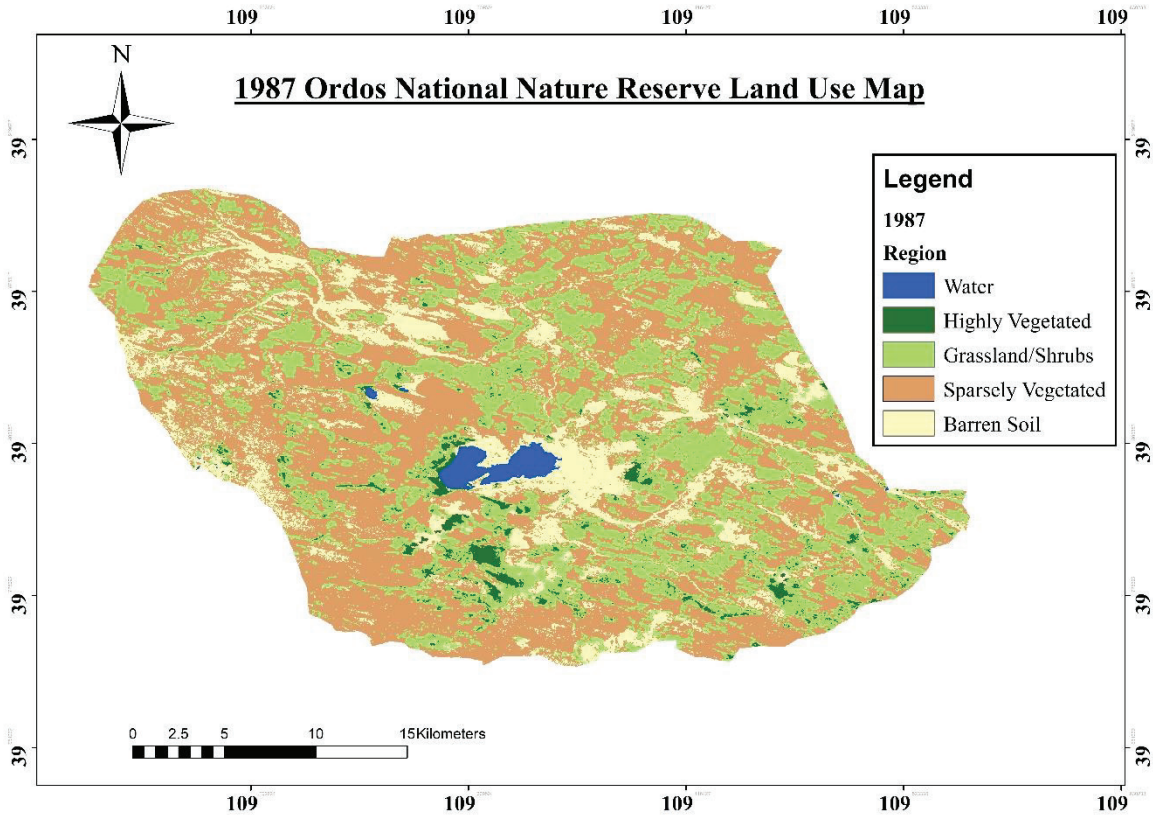 109 109 109 109 109
N
1987 Ordos National Nature Reserve Land Use Map
39 39
Legend
1987
Region
Water
Highly Vegetated
Grassland/Shrubs
Sparsely Vegetated
Barren Soil
39 39
39 39
39 39
0 2.5 5 10 15Kilometers
39 39
109 109 109 109 109